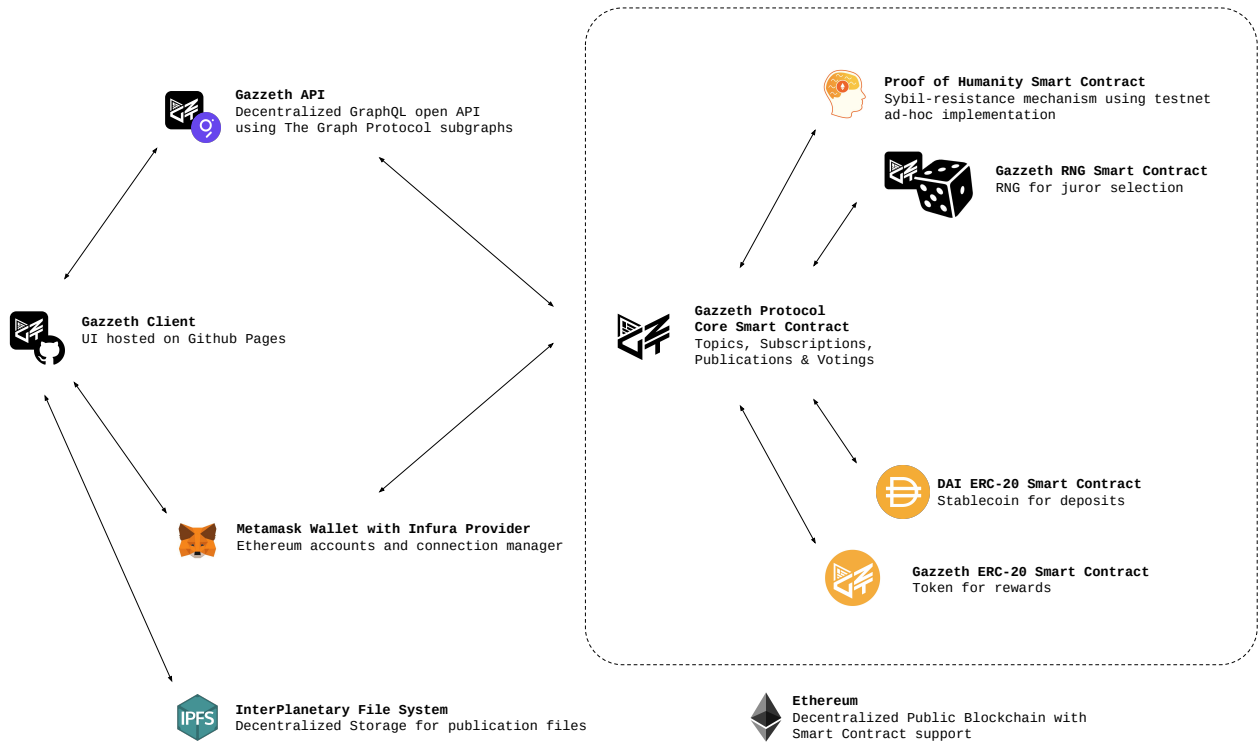 Gazzeth API
Decentralized GraphQL open API
using The Graph Protocol subgraphs
Gazzeth Client
UI hosted on Github Pages
Metamask Wallet with Infura Provider
Ethereum accounts and connection manager
IPFS
InterPlanetary File System
Decentralized Storage for publication files
Proof of Humanity Smart Contract
Sybil-resistance mechanism using testnet
ad-hoc implementation
Gazzeth RNG Smart Contract
RNG for juror selection
Gazzeth Protocol
Core Smart Contract
Topics, Subscriptions,
Publications & Votings
DAI ERC-20 Smart Contract
Stablecoin for deposits
Gazzeth ERC-20 Smart Contract
Token for rewards
Ethereum
Decentralized Public Blockchain with
Smart Contract support